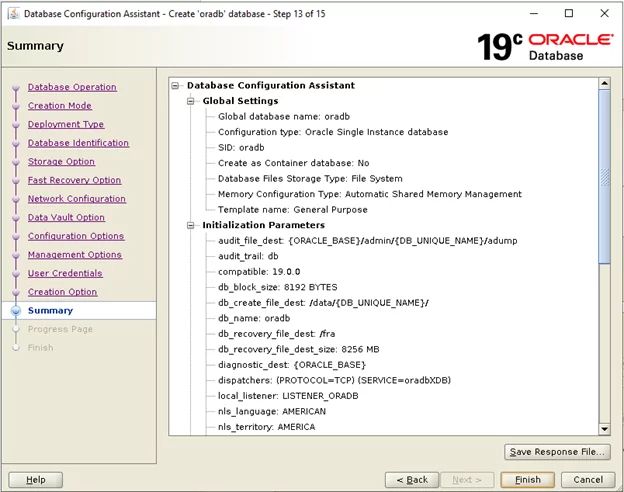 Database Configuration Assistant - Create 'oradb' database - Step 13 of 15
Summary
19c ORACLE
Database
Database Operation
Creation Mode
Deployment Type
Database Identification
Storage Option
Fast Recovery Option
Network Configuration
Data Vault Option
Configuration Options
Management Options
User Credentials
Creation Option
Summary
Progress Page
Finish
Database Configuration Assistant
Global Settings
Global database name: oradb
Configuration type: Oracle Single Instance database
SID: oradb
Create as Container database: No
Database Files Storage Type: File System
Memory Configuration Type: Automatic Shared Memory Management
Template name: General Purpose
Initialization Parameters
audit_file_dest: {ORACLE_BASE}/admin/{DB_UNIQUE_NAME}/adump
audit_trail: db
compatible: 19.0.0
db_block_size: 8192 BYTES
db_create_file_dest: /data/{DB_UNIQUE_NAME}/
db_name: oradb
db_recovery_file_dest: /fra
db_recovery_file_dest_size: 8256 MB
diagnostic_dest: {ORACLE_BASE}
dispatchers: (PROTOCOL=TCP) (SERVICE=oradbXDB)
local_listener: LISTENER_ORADB
nls_language: AMERICAN
nls_territory: AMERICA
Save Response File...
Help
< Back
Next >
Finish
Cancel